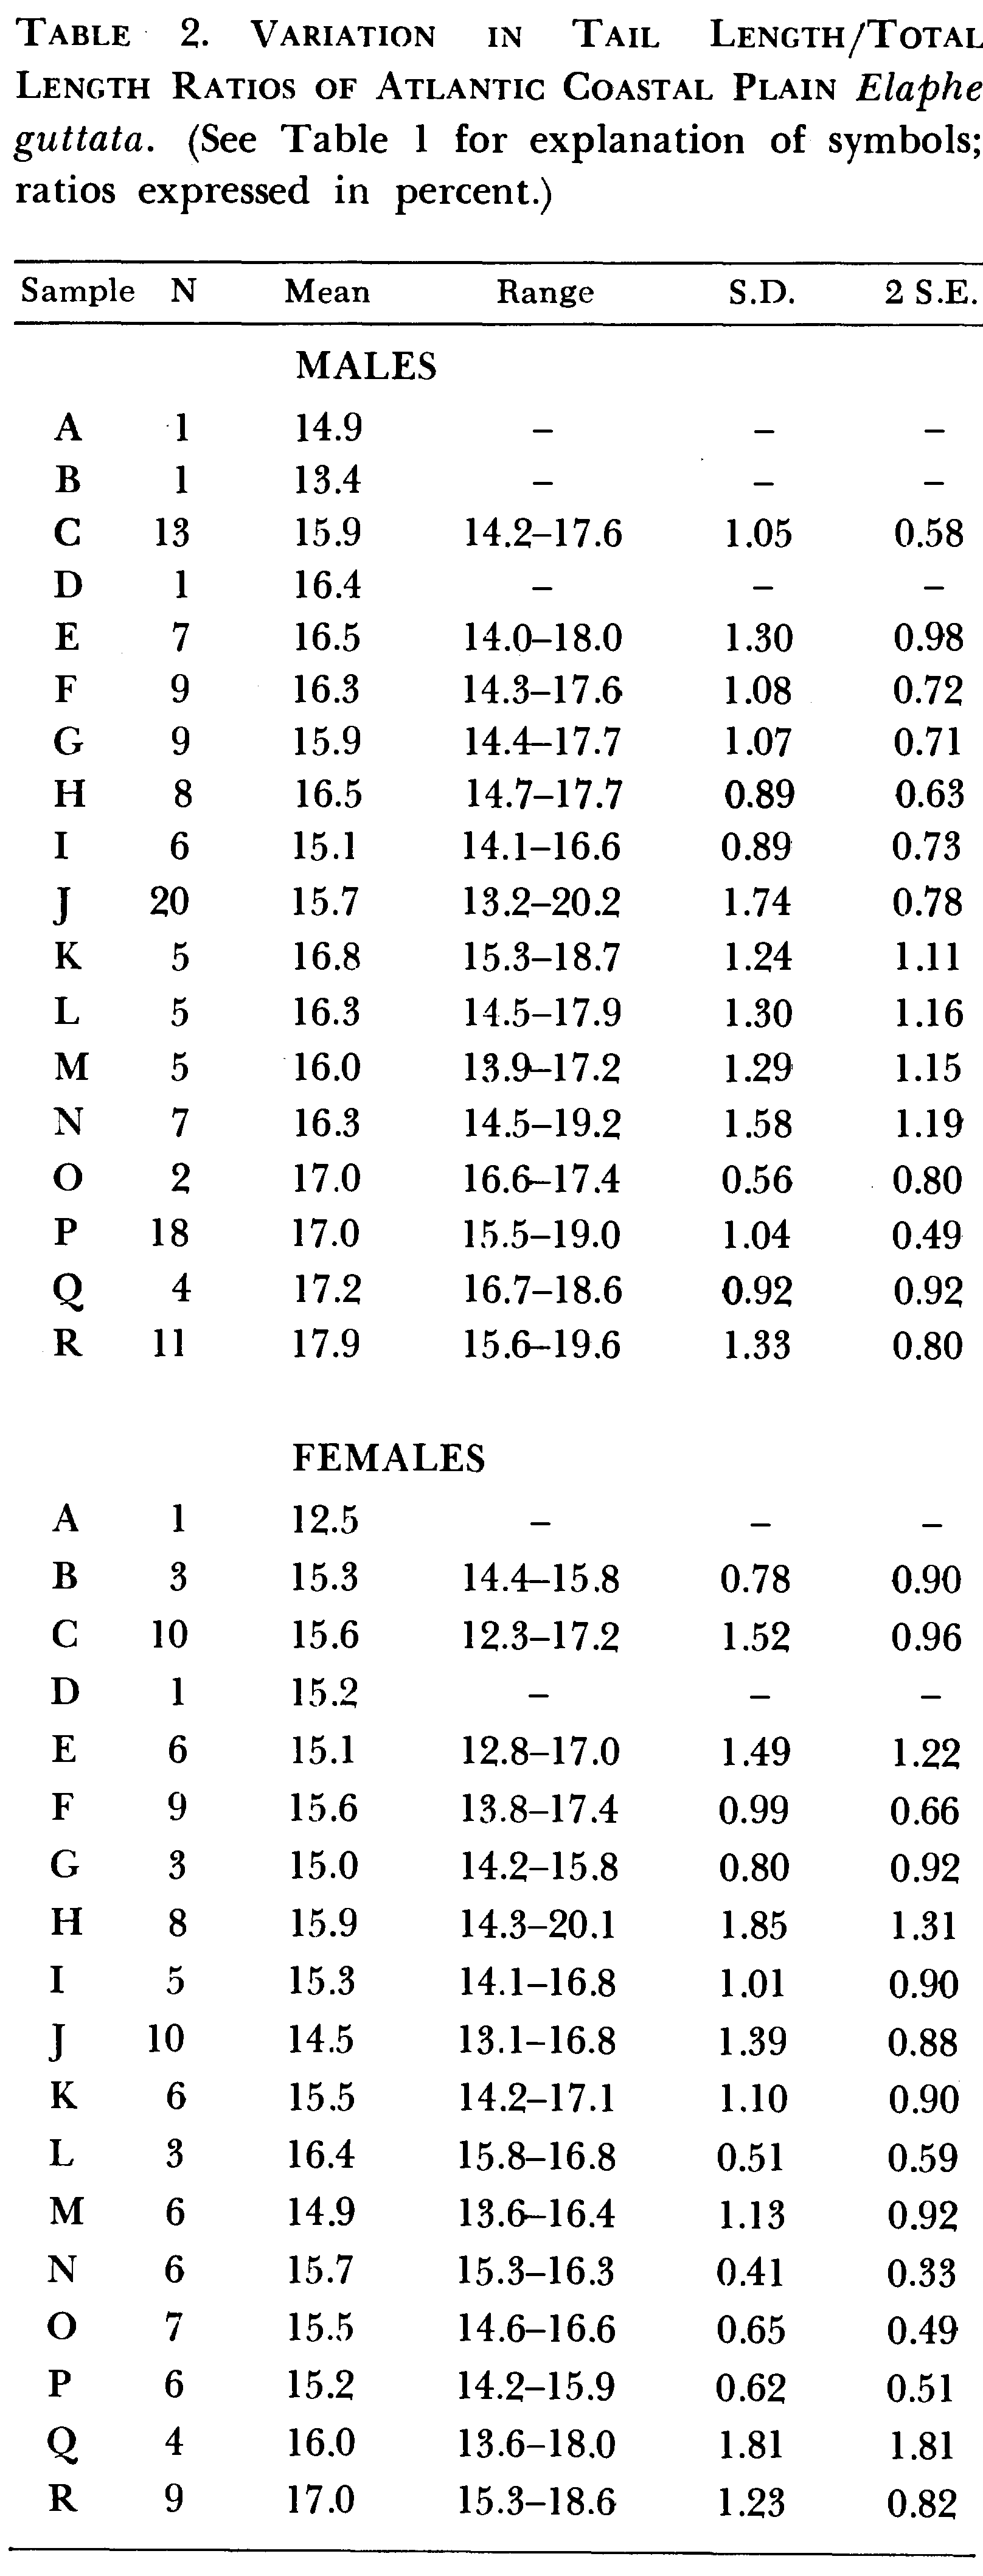 TABLE 2. VARIATION IN TAIL LENGTH/TOTAL
LENGTH RATIOS OF ATLANTIC COASTAL PLAIN Elaphe
guttata. (See Table 1 for explanation of symbols;
ratios expressed in percent.)
Sample N Mean Range S.D. 2 S.E.
MALES
A 1 14.9 – – –
B 1 13.4 – – –
C 13 15.9 14.2–17.6 1.05 0.58
D 1 16.4 – – –
E 7 16.5 14.0–18.0 1.30 0.98
F 9 16.3 14.3–17.6 1.08 0.72
G 9 15.9 14.4–17.7 1.07 0.71
H 8 16.5 14.7–17.7 0.89 0.63
I 6 15.1 14.1–16.6 0.89 0.73
J 20 15.7 13.2–20.2 1.74 0.78
K 5 16.8 15.3–18.7 1.24 1.11
L 5 16.3 14.5–17.9 1.30 1.16
M 5 16.0 13.9–17.2 1.29 1.15
N 7 16.3 14.5–19.2 1.58 1.19
O 2 17.0 16.6–17.4 0.56 0.80
P 18 17.0 15.5–19.0 1.04 0.49
Q 4 17.2 16.7–18.6 0.92 0.92
R 11 17.9 15.6–19.6 1.33 0.80
FEMALES
A 1 12.5 – – –
B 3 15.3 14.4–15.8 0.78 0.90
C 10 15.6 12.3–17.2 1.52 0.96
D 1 15.2 – – –
E 6 15.1 12.8–17.0 1.49 1.22
F 9 15.6 13.8–17.4 0.99 0.66
G 3 15.0 14.2–15.8 0.80 0.92
H 8 15.9 14.3–20.1 1.85 1.31
I 5 15.3 14.1–16.8 1.01 0.90
J 10 14.5 13.1–16.8 1.39 0.88
K 6 15.5 14.2–17.1 1.10 0.90
L 3 16.4 15.8–16.8 0.51 0.59
M 6 14.9 13.6–16.4 1.13 0.92
N 6 15.7 15.3–16.3 0.41 0.33
O 7 15.5 14.6–16.6 0.65 0.49
P 6 15.2 14.2–15.9 0.62 0.51
Q 4 16.0 13.6–18.0 1.81 1.81
R 9 17.0 15.3–18.6 1.23 0.82